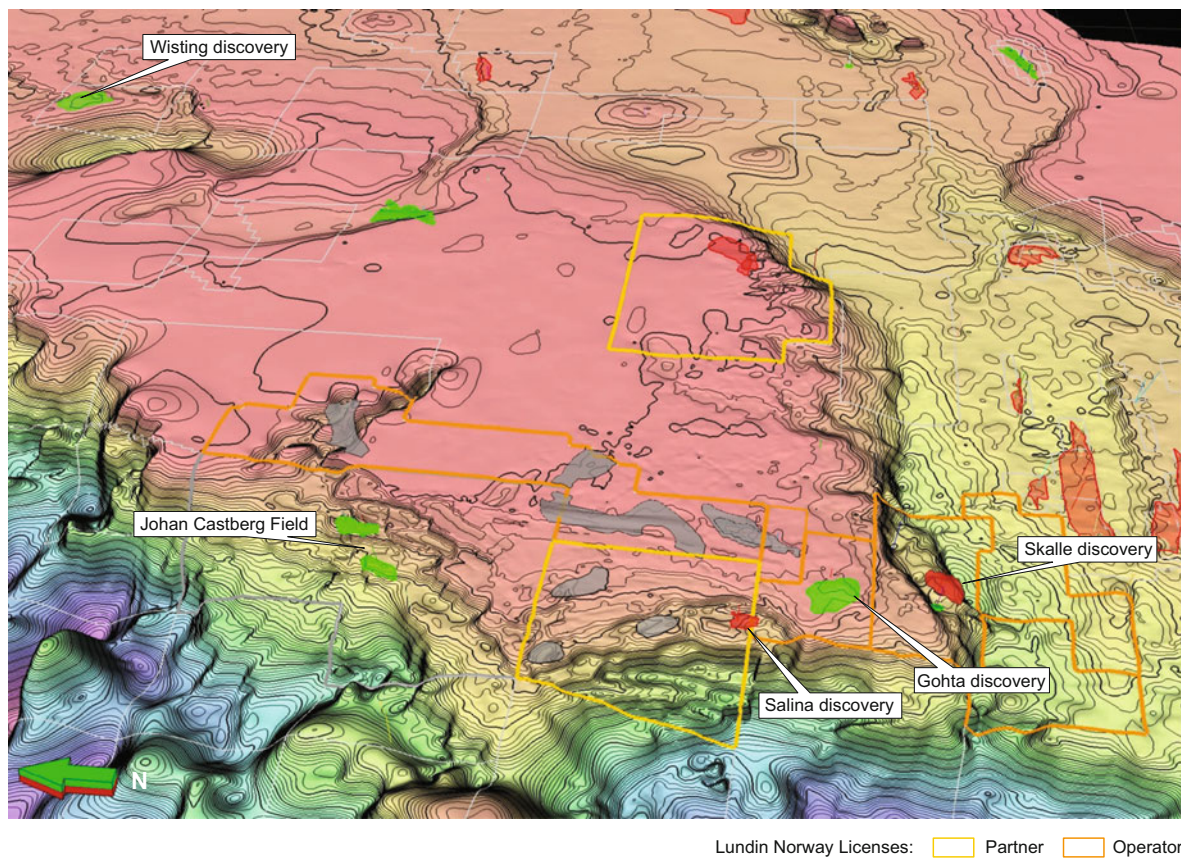 Wisting discovery
Johan Castberg Field
Skalle discovery
Gohta discovery
Salina discovery
N
Lundin Norway Licenses: Partner Operator